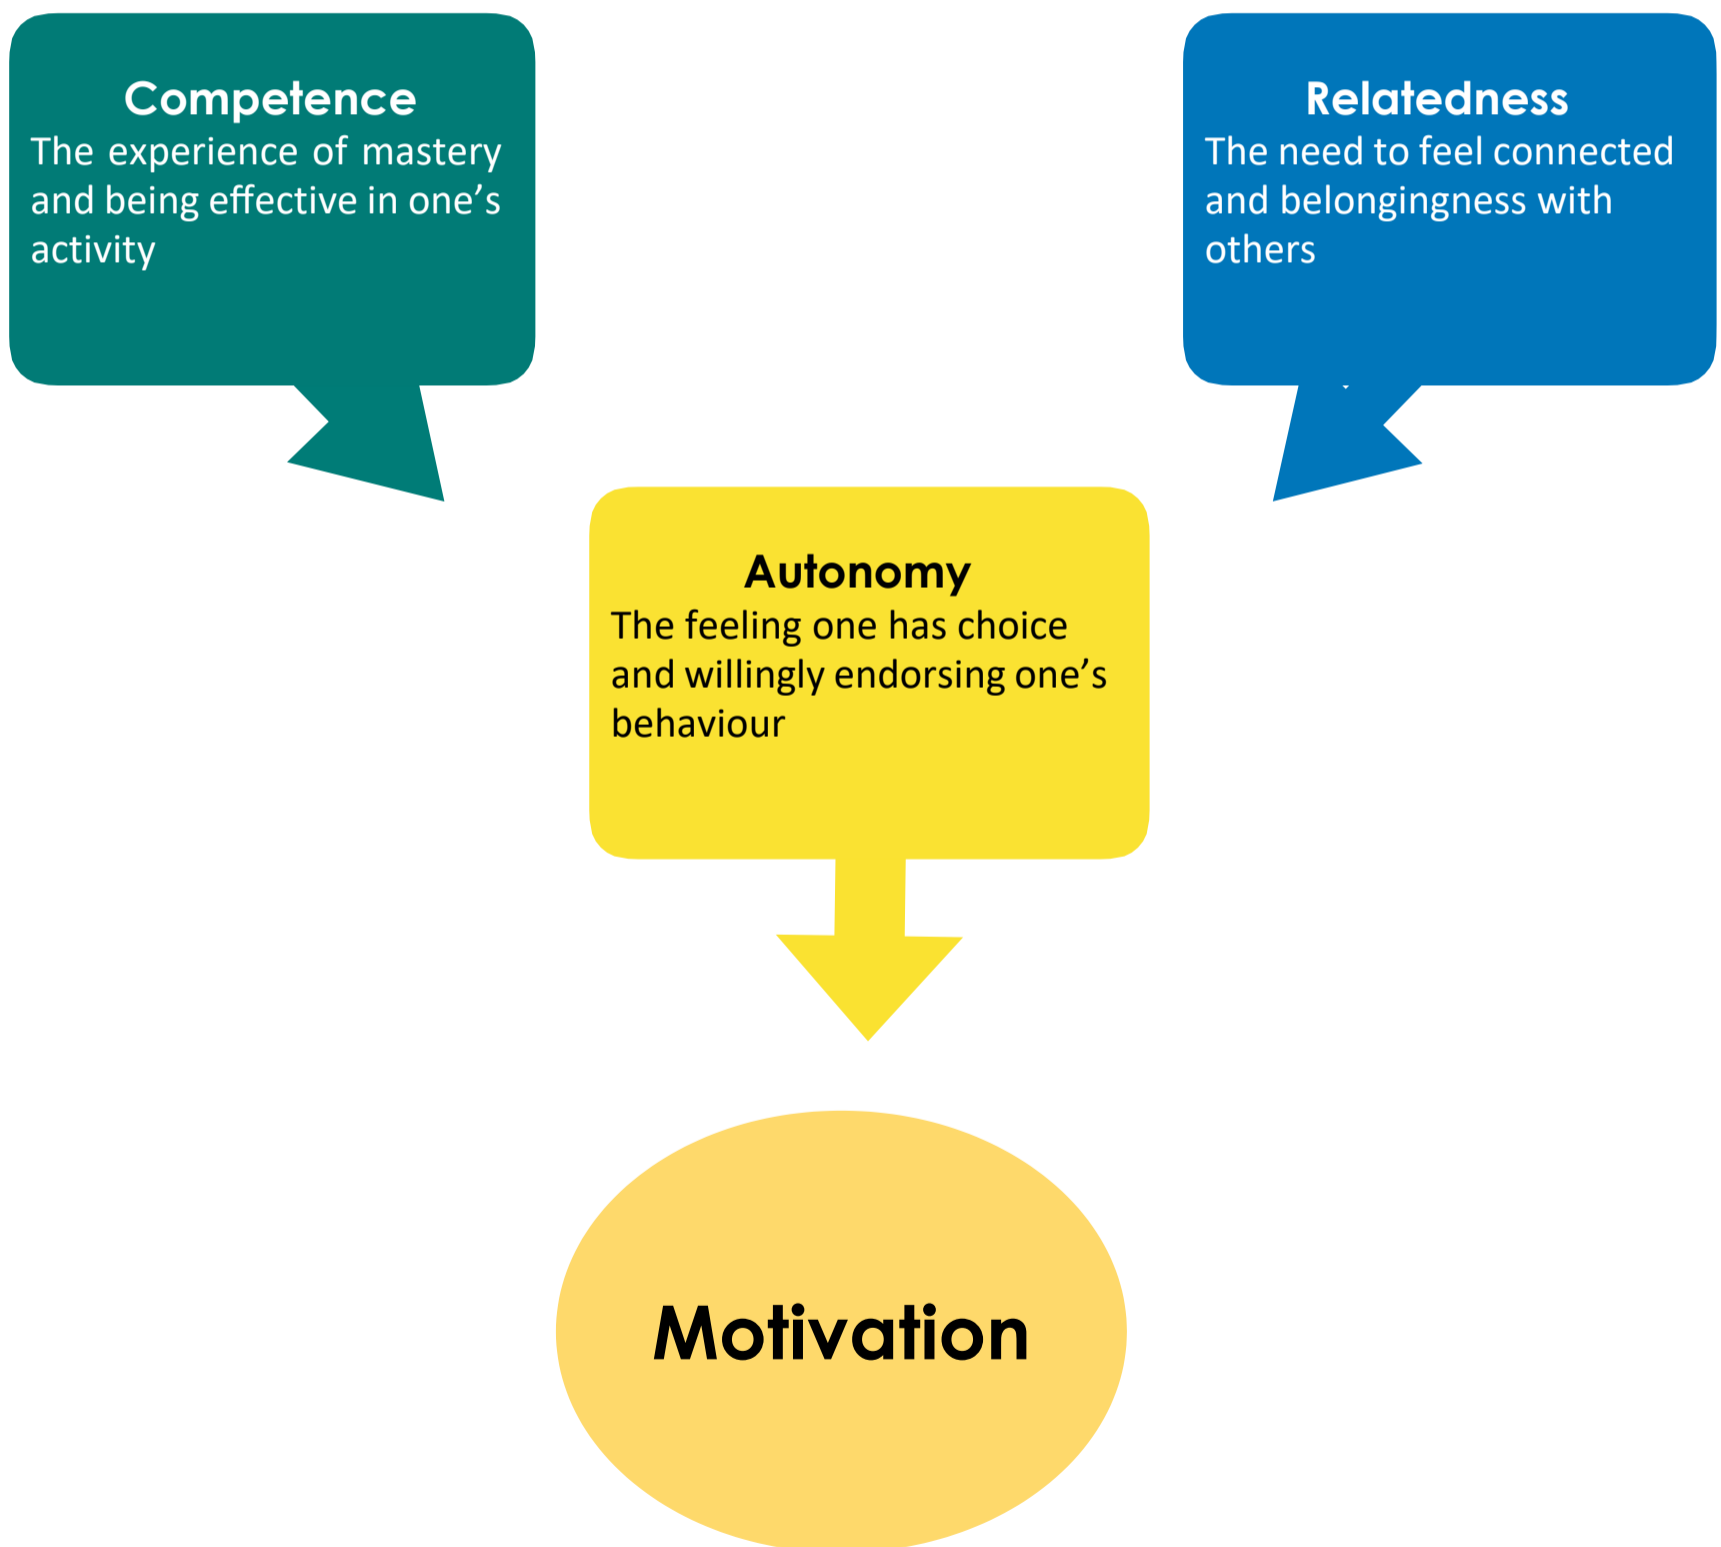 Competence
The experience of mastery
and being effective in one’s
activity
Relatedness
The need to feel connected
and belongingness with
others
Autonomy
The feeling one has choice
and willingly endorsing one’s
behaviour
Motivation